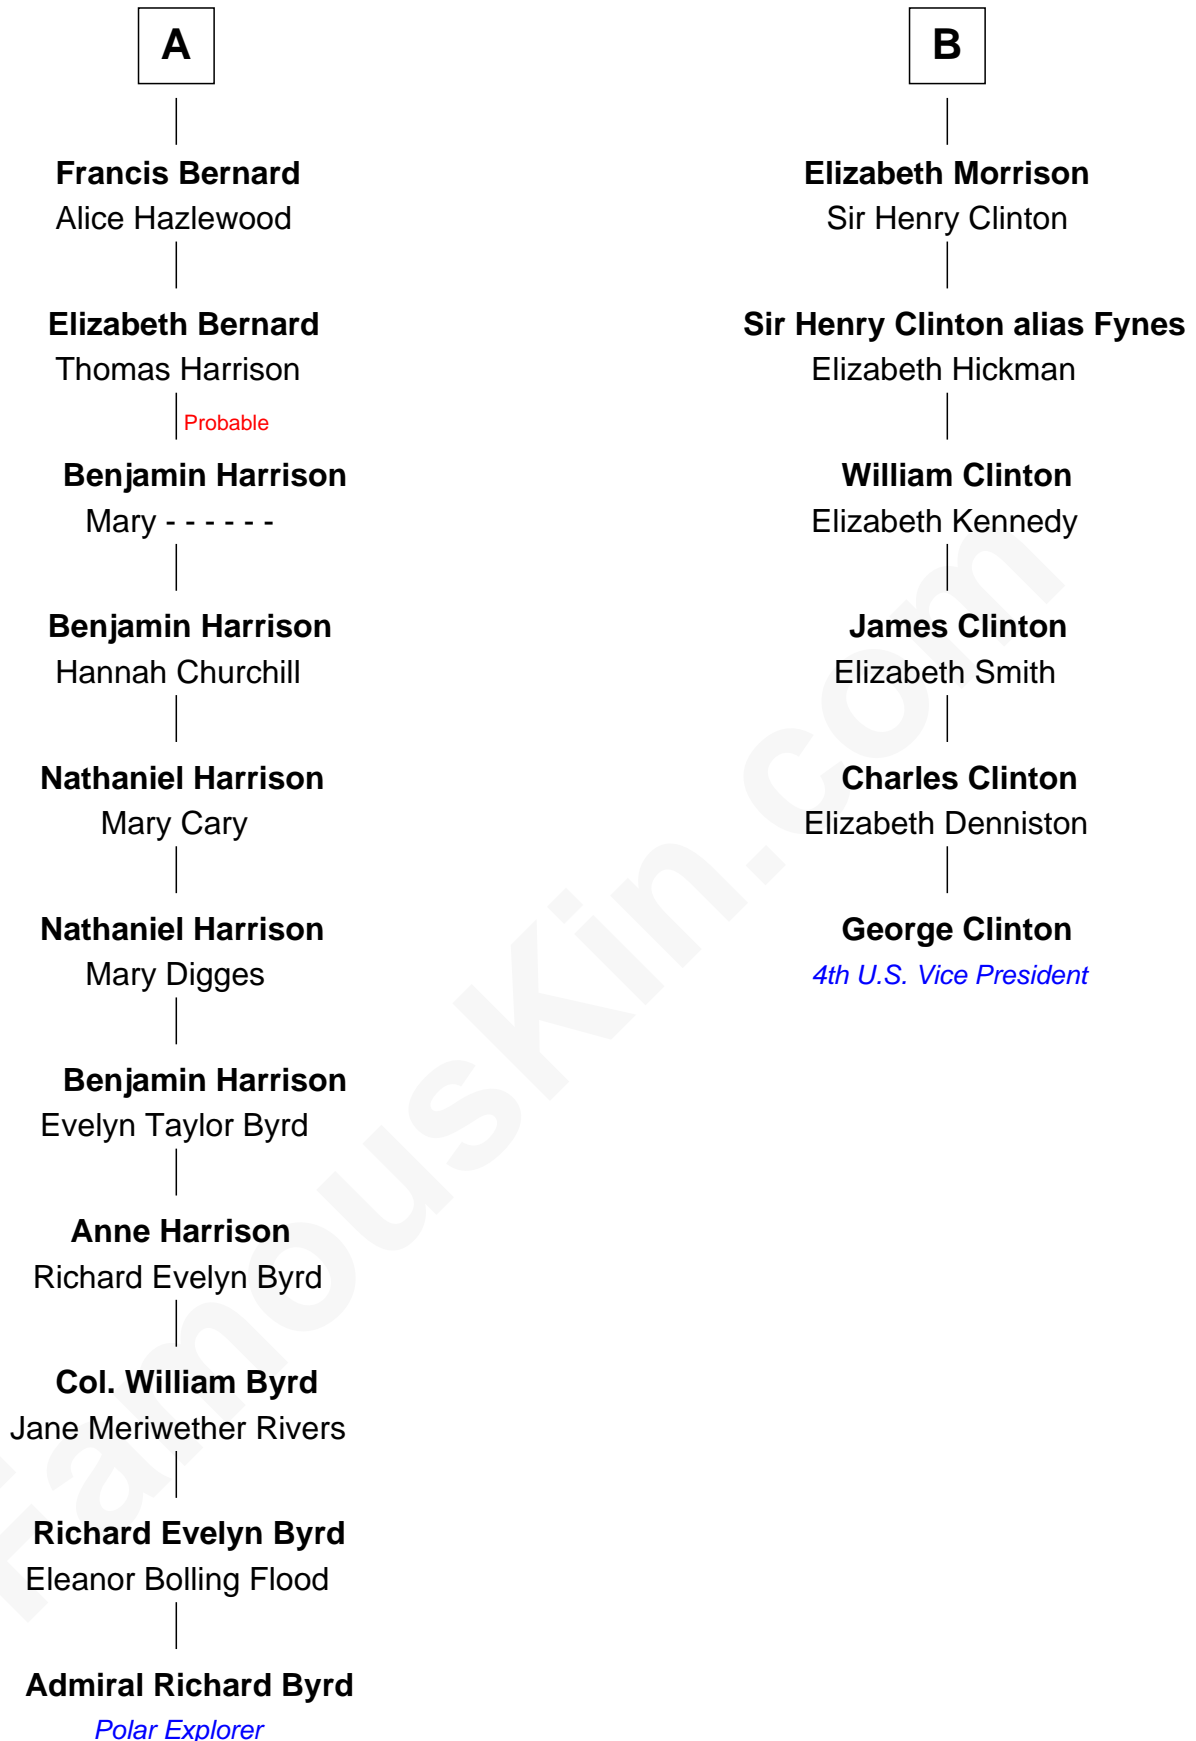 A
Francis Bernard
Alice Hazlewood
Elizabeth Bernard
Thomas Harrison
Probable
Benjamin Harrison
Mary - - - - - -
Benjamin Harrison
Hannah Churchill
Nathaniel Harrison
Mary Cary
Nathaniel Harrison
Mary Digges
Benjamin Harrison
Evelyn Taylor Byrd
Anne Harrison
Richard Evelyn Byrd
Col. William Byrd
Jane Meriwether Rivers
Richard Evelyn Byrd
Eleanor Bolling Flood
Admiral Richard Byrd
Polar Explorer
B
Elizabeth Morrison
Sir Henry Clinton
Sir Henry Clinton alias Fynes
Elizabeth Hickman
William Clinton
Elizabeth Kennedy
James Clinton
Elizabeth Smith
Charles Clinton
Elizabeth Denniston
George Clinton
4th U.S. Vice President
FamousKin.com